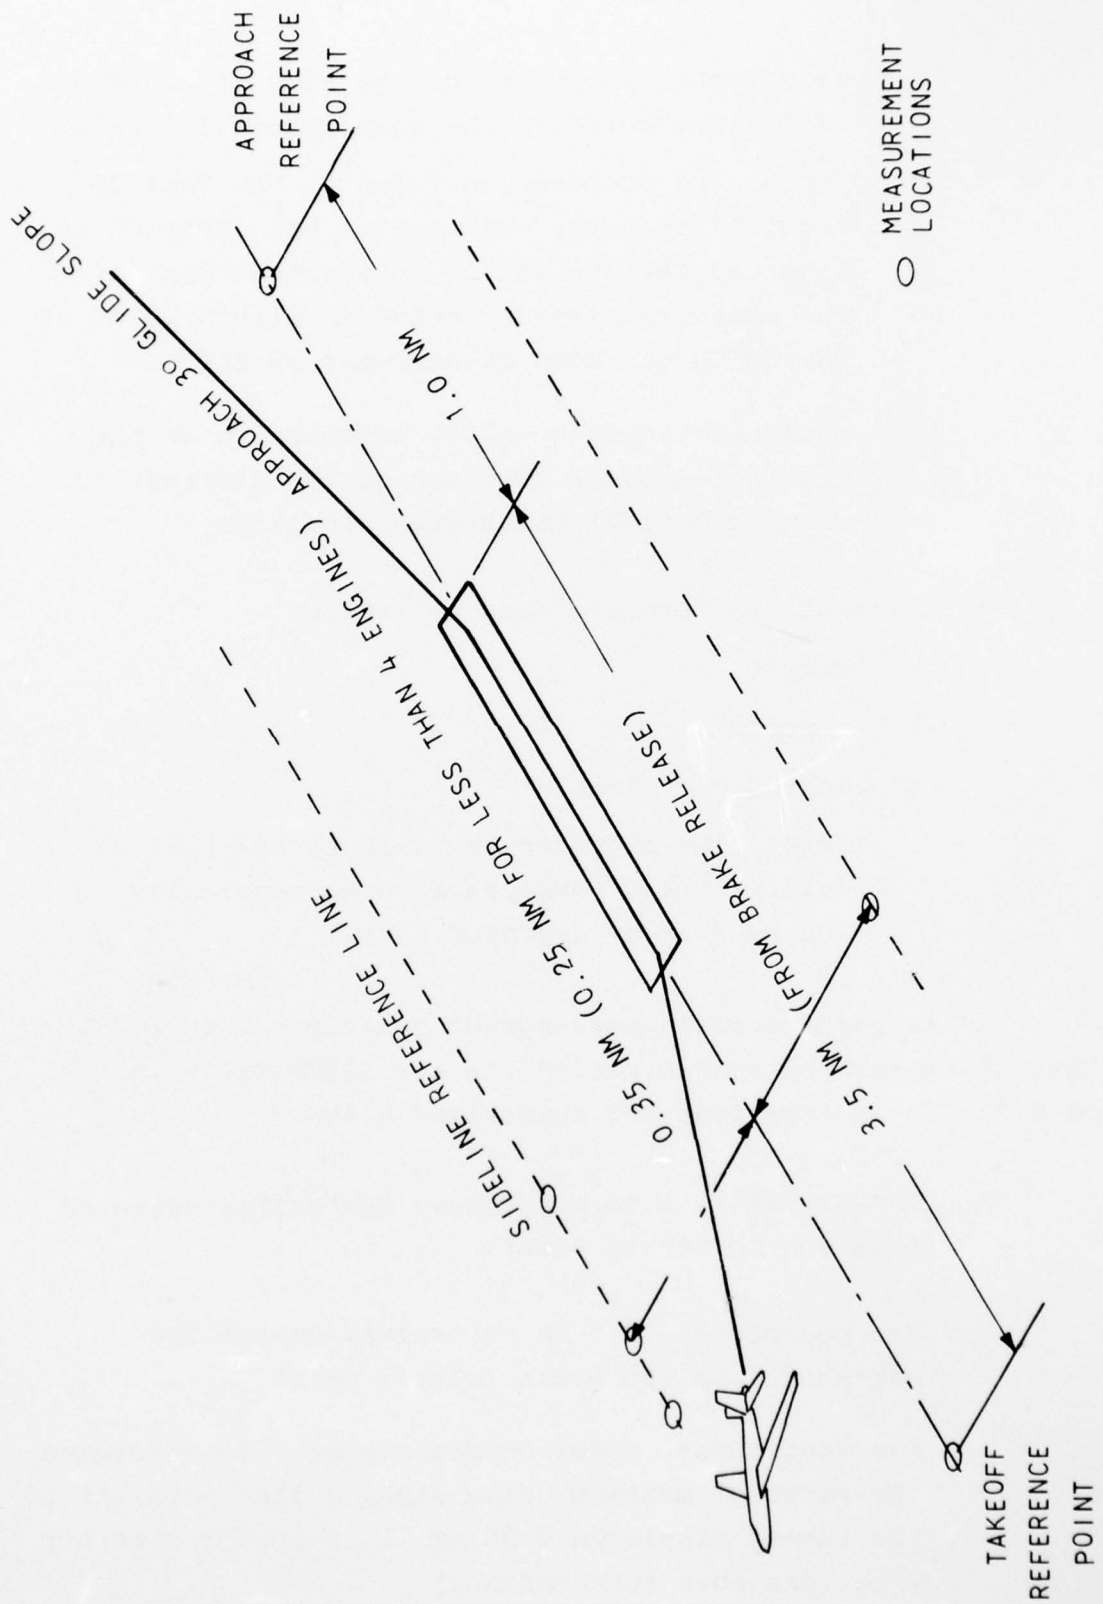 APPROACH
REFERENCE
POINT
APPROACH 3° GLIDE SLOPE
1.0 NM
MEASUREMENT
LOCATIONS
SIDELINE REFERENCE LINE
0.35 NM (0.25 NM FOR LESS THAN 4 ENGINES)
3.5 NM (FROM BRAKE RELEASE)
TAKEOFF
REFERENCE
POINT